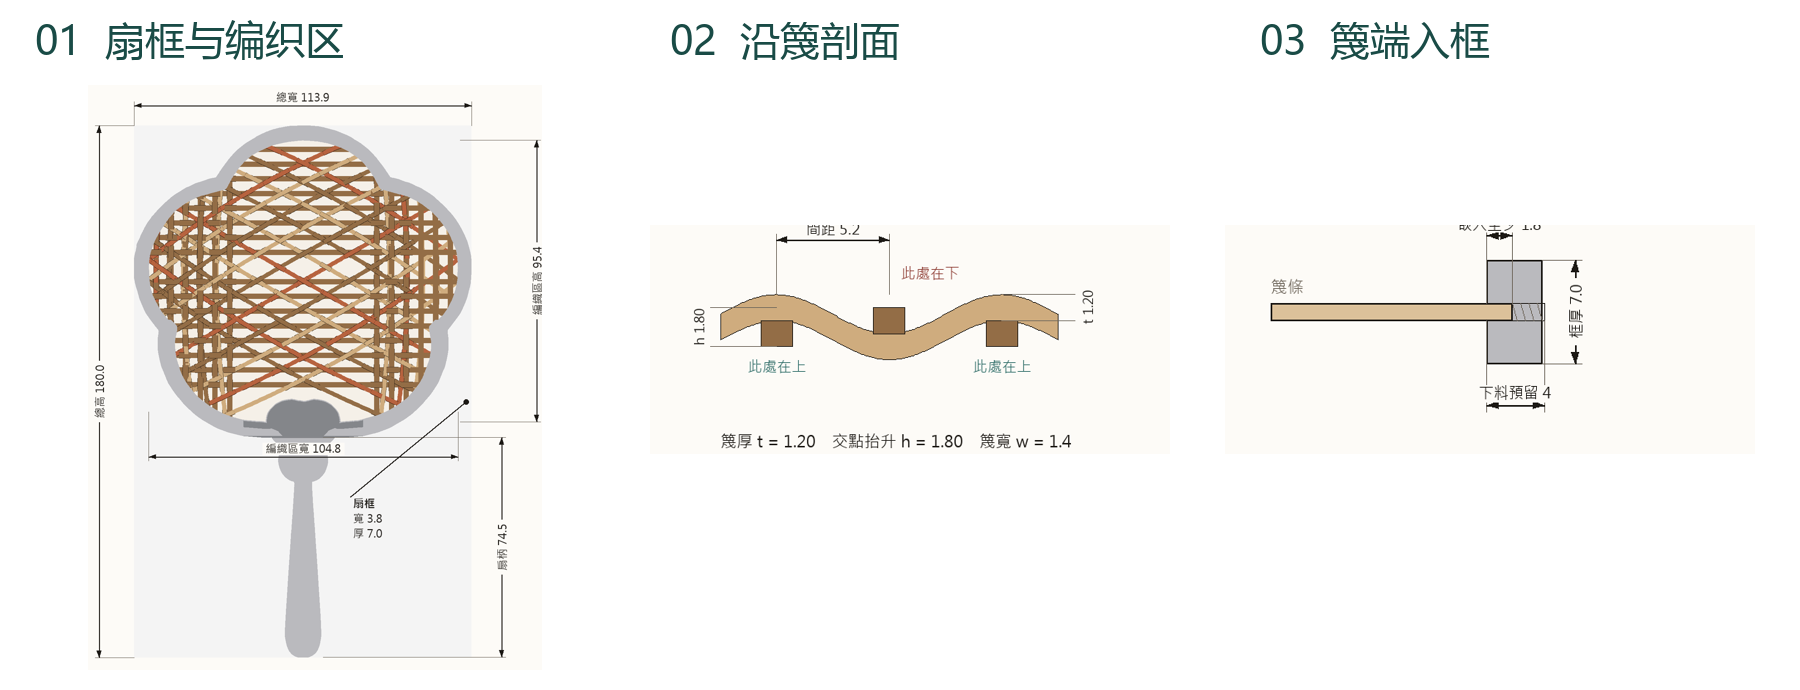 01 扇框与编织区
總寬 113.9
總高 180.0
編織區高 95.4
編織區寬 104.8
扇框
寬 3.8
厚 7.0
扇柄 74.5
02 沿篾剖面
間距 5.2
此處在下
h 1.80
t 1.20
此處在上
此處在上
篾厚 t = 1.20 交點抬升 h = 1.80 篾寬 w = 1.4
03 篾端入框
嵌入至少 1.8
篾條
框厚 7.0
下料預留 4